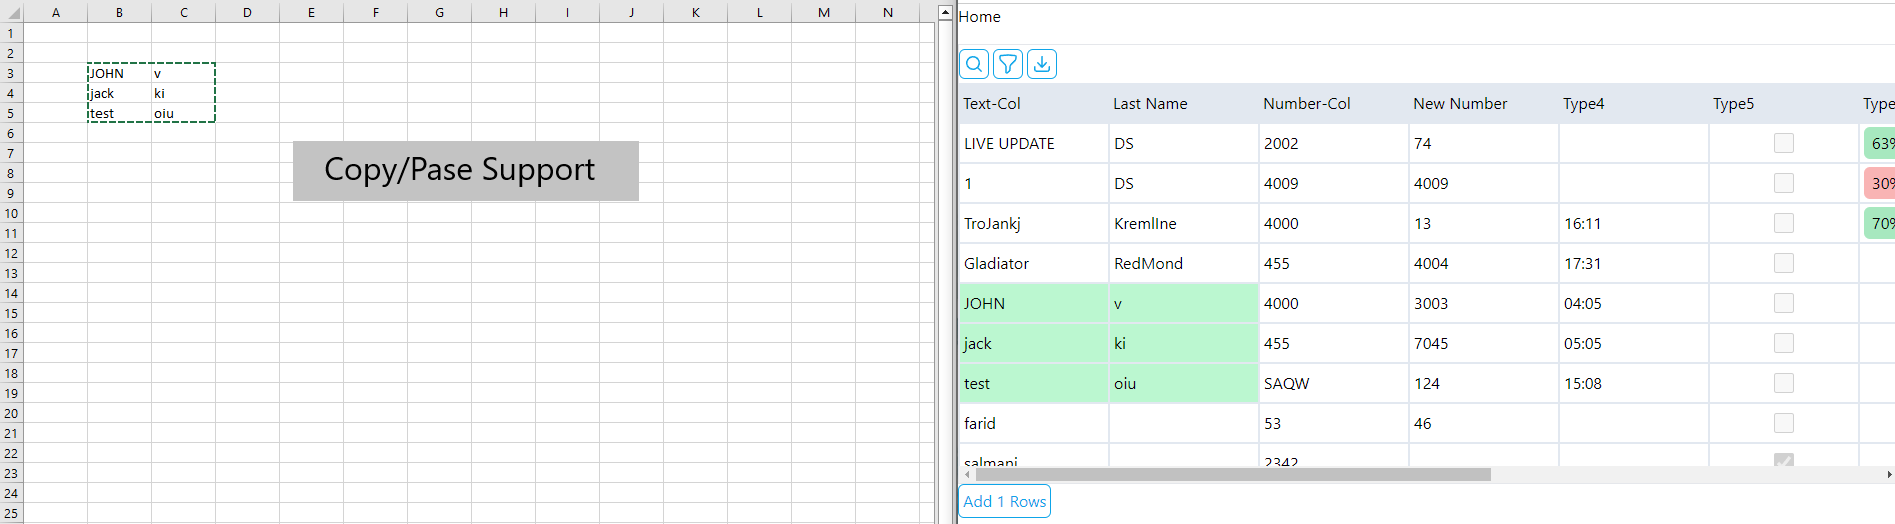 A B C D E F G H I J K L M N
1
2
3 JOHN v
4 jack ki
5 test oiu
6
7
8
9
10
11
12
13
14
15
16
17
18
19
20
21
22
23
24
25
Copy/Pase Support
Home
Text-Col Last Name Number-Col New Number Type4 Type5 Type
LIVE UPDATE DS 2002 74 63%
1 DS 4009 4009 30%
TroJankj KremlIne 4000 13 16:11 70%
Gladiator RedMond 455 4004 17:31
JOHN v 4000 3003 04:05
jack ki 455 7045 05:05
test oiu SAQW 124 15:08
farid 53 46
salmani 2342
Add 1 Rows